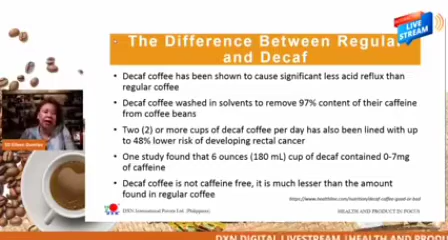 INTERACTIVE
LIVE
STREAM
The Difference Between Regular
and Decaf
• Decaf coffee has been shown to cause significant less acid reflux than
regular coffee
• Decaf coffee washed in solvents to remove 97% content of their caffeine
from coffee beans
• Two (2) or more cups of decaf coffee per day has also been lined with up
to 48% lower risk of developing rectal cancer
• One study found that 6 ounces (180 mL) cup of decaf contained 0-7mg
of caffeine
• Decaf coffee is not caffeine free, it is much lesser than the amount
found in regular coffee
https://www.healthline.com/nutrition/decaf-coffee-good-or-bad
DXN International Private Ltd. (Philippines)
HEALTH AND PRODUCT IN FOCUS
DXN DIGITAL LIVESTREAM |HEALTH AND PROD